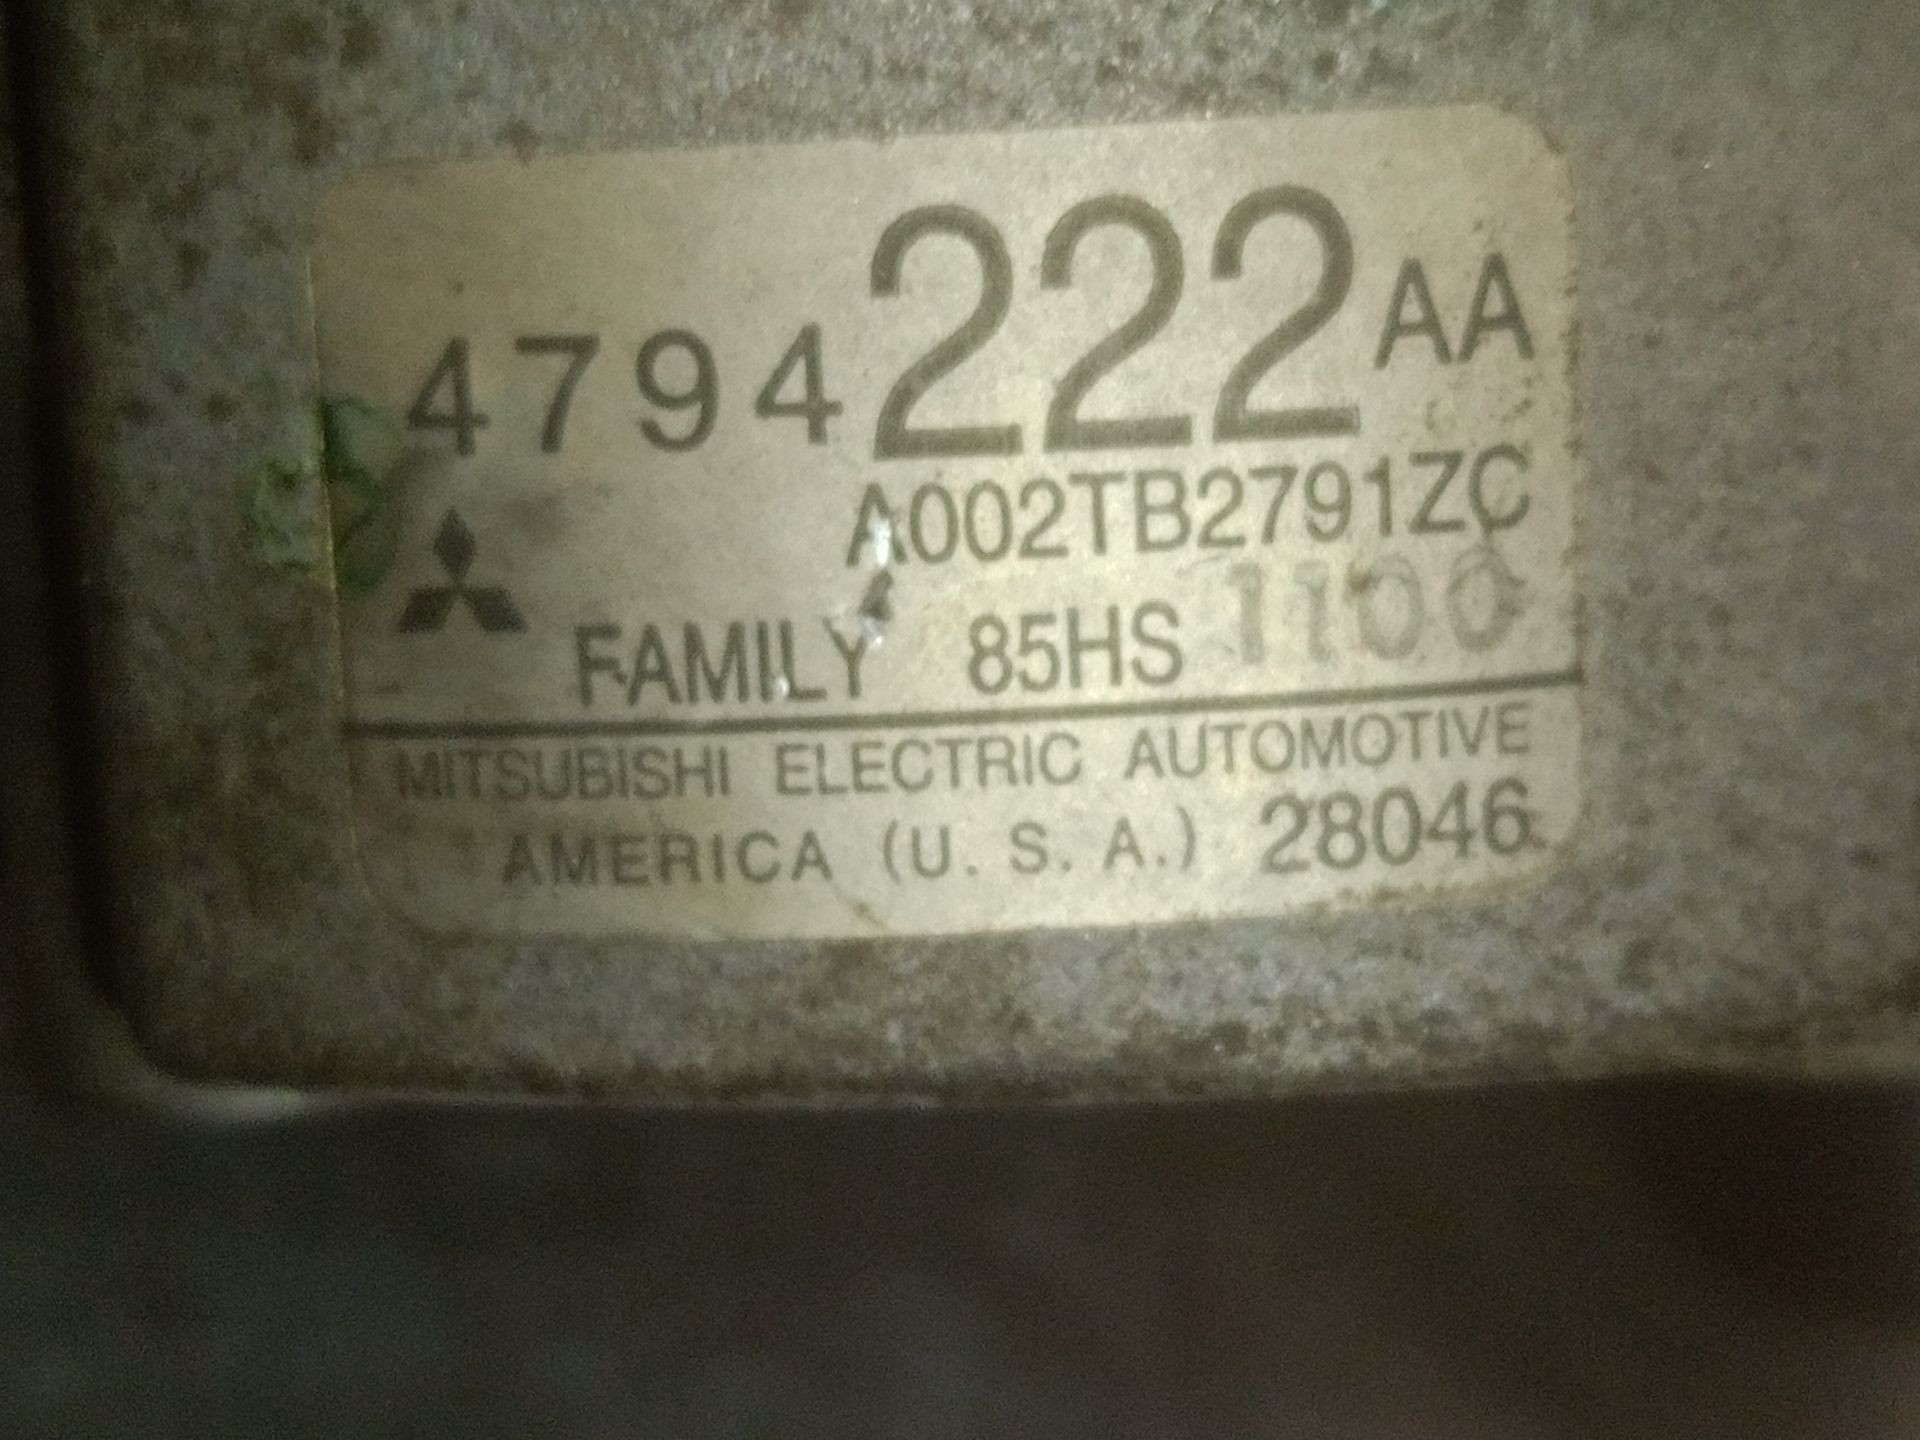 4794222AA
A002TB2791ZC
FAMILY 85HS 1100
MITSUBISHI ELECTRIC AUTOMOTIVE
AMERICA (U. S. A.) 28046